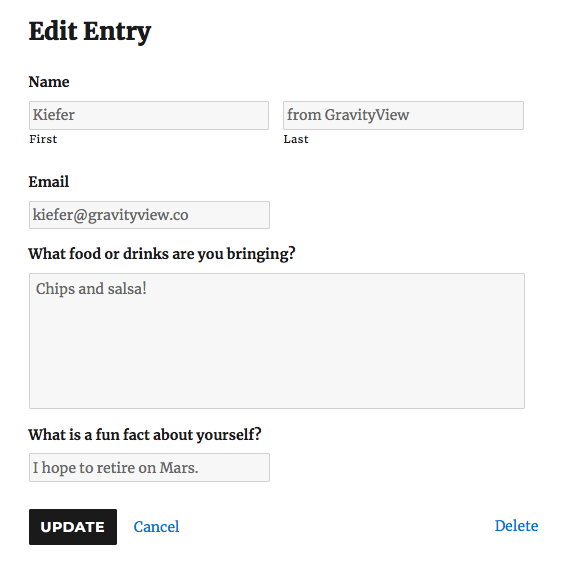 Edit Entry
Name
Kiefer from GravityView
First Last
Email
kiefer@gravityview.co
What food or drinks are you bringing?
Chips and salsa!
What is a fun fact about yourself?
I hope to retire on Mars.
UPDATE Cancel Delete